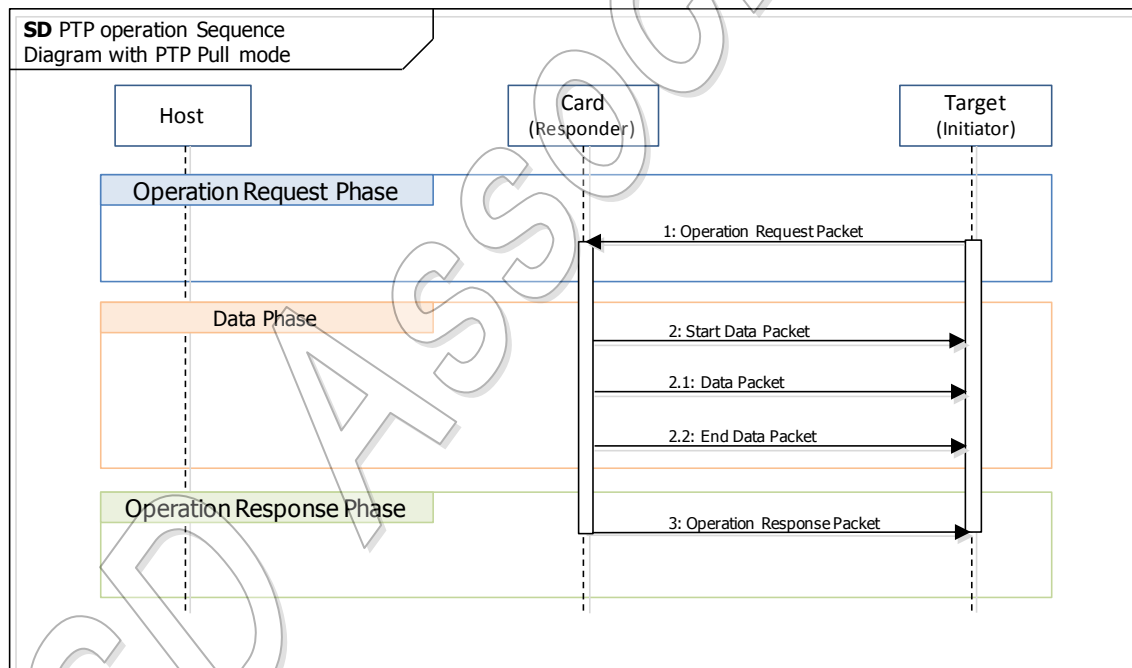 SD PTP operation Sequence
Diagram with PTP Pull mode
Host
Card
(Responder)
Target
(Initiator)
Operation Request Phase
1: Operation Request Packet
Data Phase
2: Start Data Packet
2.1: Data Packet
2.2: End Data Packet
Operation Response Phase
3: Operation Response Packet
SD Assoc